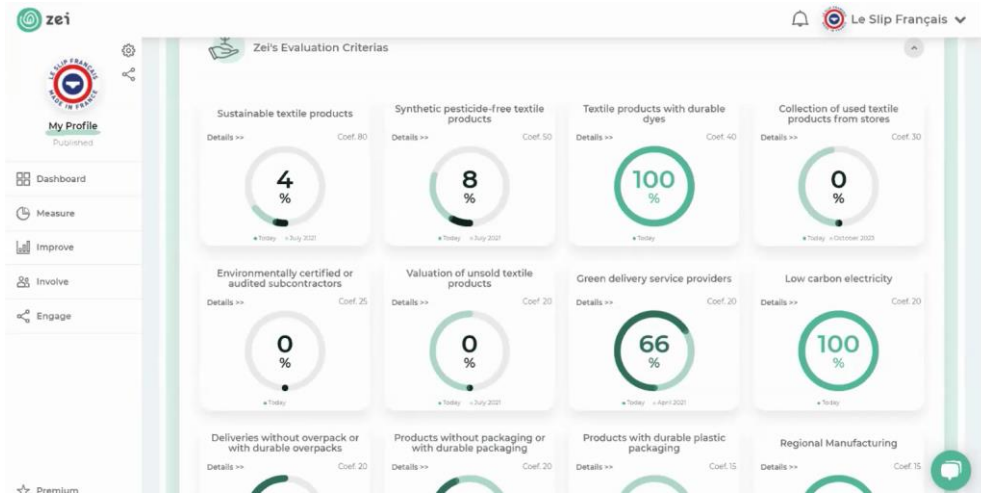 zei
Le Slip Français
Zei's Evaluation Criterias
LE SLIP FRANÇAIS
MADE IN FRANCE
My Profile
Published
Dashboard
Measure
Improve
Involve
Engage
Premium
Sustainable textile products
Details >>
Coef. 80
4
%
Today
July 2021
Synthetic pesticide-free textile
products
Details >>
Coef. 50
8
%
Today
July 2021
Textile products with durable
dyes
Details >>
Coef. 40
100
%
Today
Collection of used textile
products from stores
Details >>
Coef. 30
0
%
Today
October 2023
Environmentally certified or
audited subcontractors
Details >>
Coef. 25
0
%
Today
Valuation of unsold textile
products
Details >>
Coef. 20
0
%
Today
July 2021
Green delivery service providers
Details >>
Coef. 20
66
%
Today
April 2021
Low carbon electricity
Details >>
Coef. 20
100
%
Today
Deliveries without overpack or
with durable overpacks
Details >>
Coef. 20
Products without packaging or
with durable packaging
Details >>
Coef. 20
Products with durable plastic
packaging
Details >>
Coef. 15
Regional Manufacturing
Details >>
Coef. 15